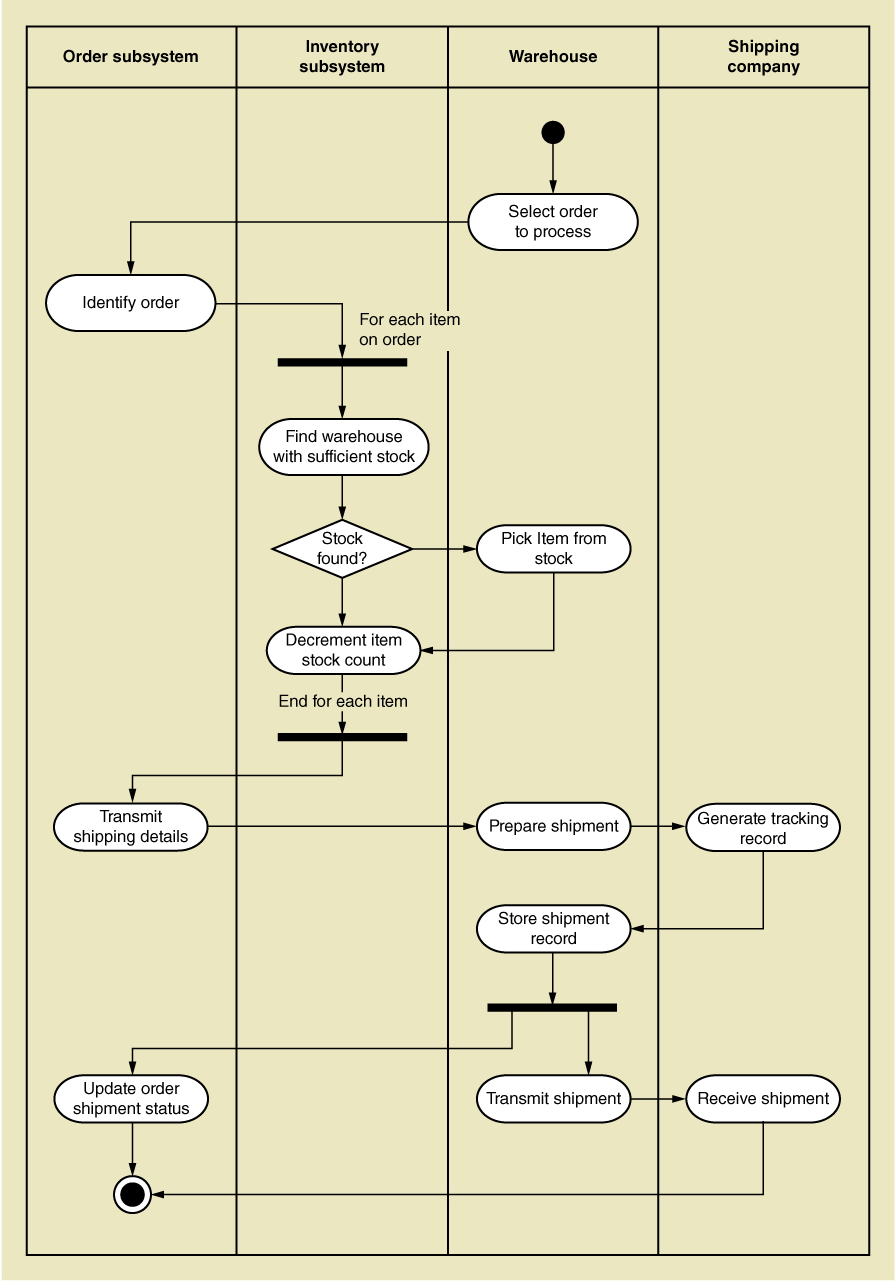 Order subsystem
Inventory
subsystem
Warehouse
Shipping
company
Select order
to process
Identify order
For each item
on order
Find warehouse
with sufficient stock
Stock
found?
Pick Item from
stock
Decrement item
stock count
End for each item
Transmit
shipping details
Prepare shipment
Generate tracking
record
Store shipment
record
Update order
shipment status
Transmit shipment
Receive shipment